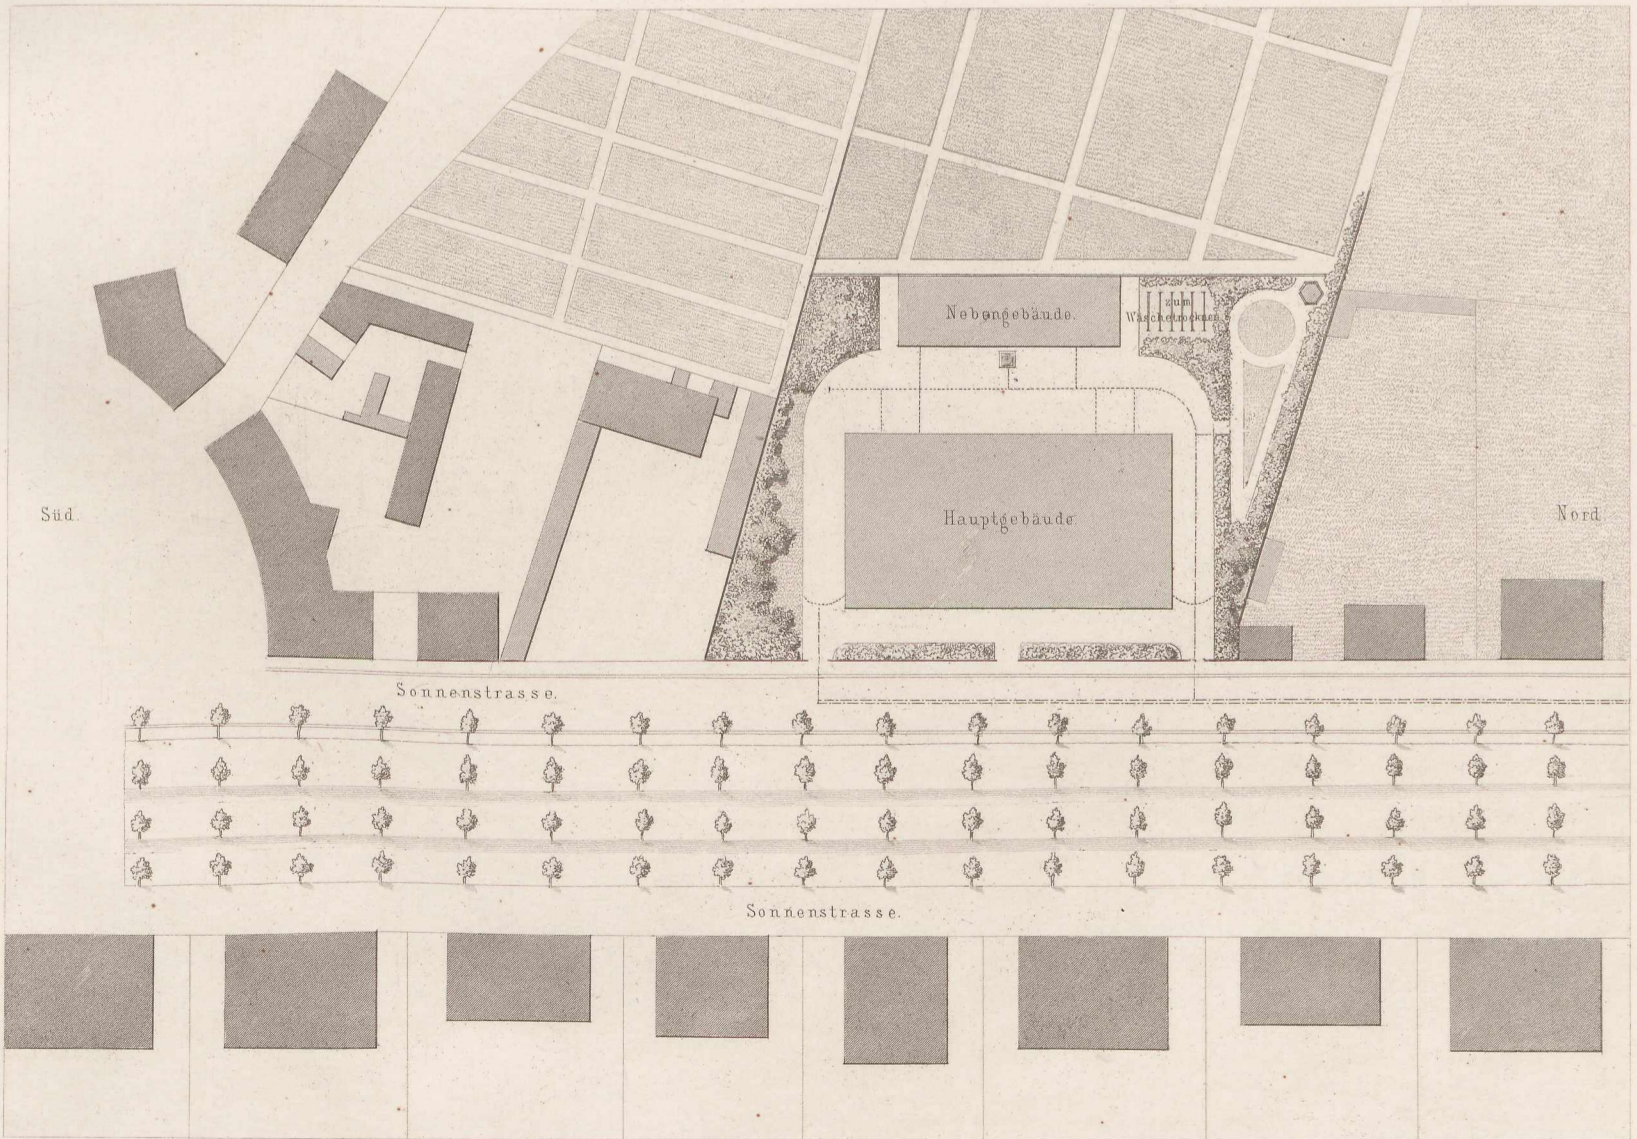 Nebengebäude.
zum
Wäschetrocknen
Süd.
Hauptgebäude.
Nord
Sonnenstrasse.
Sonnenstrasse.